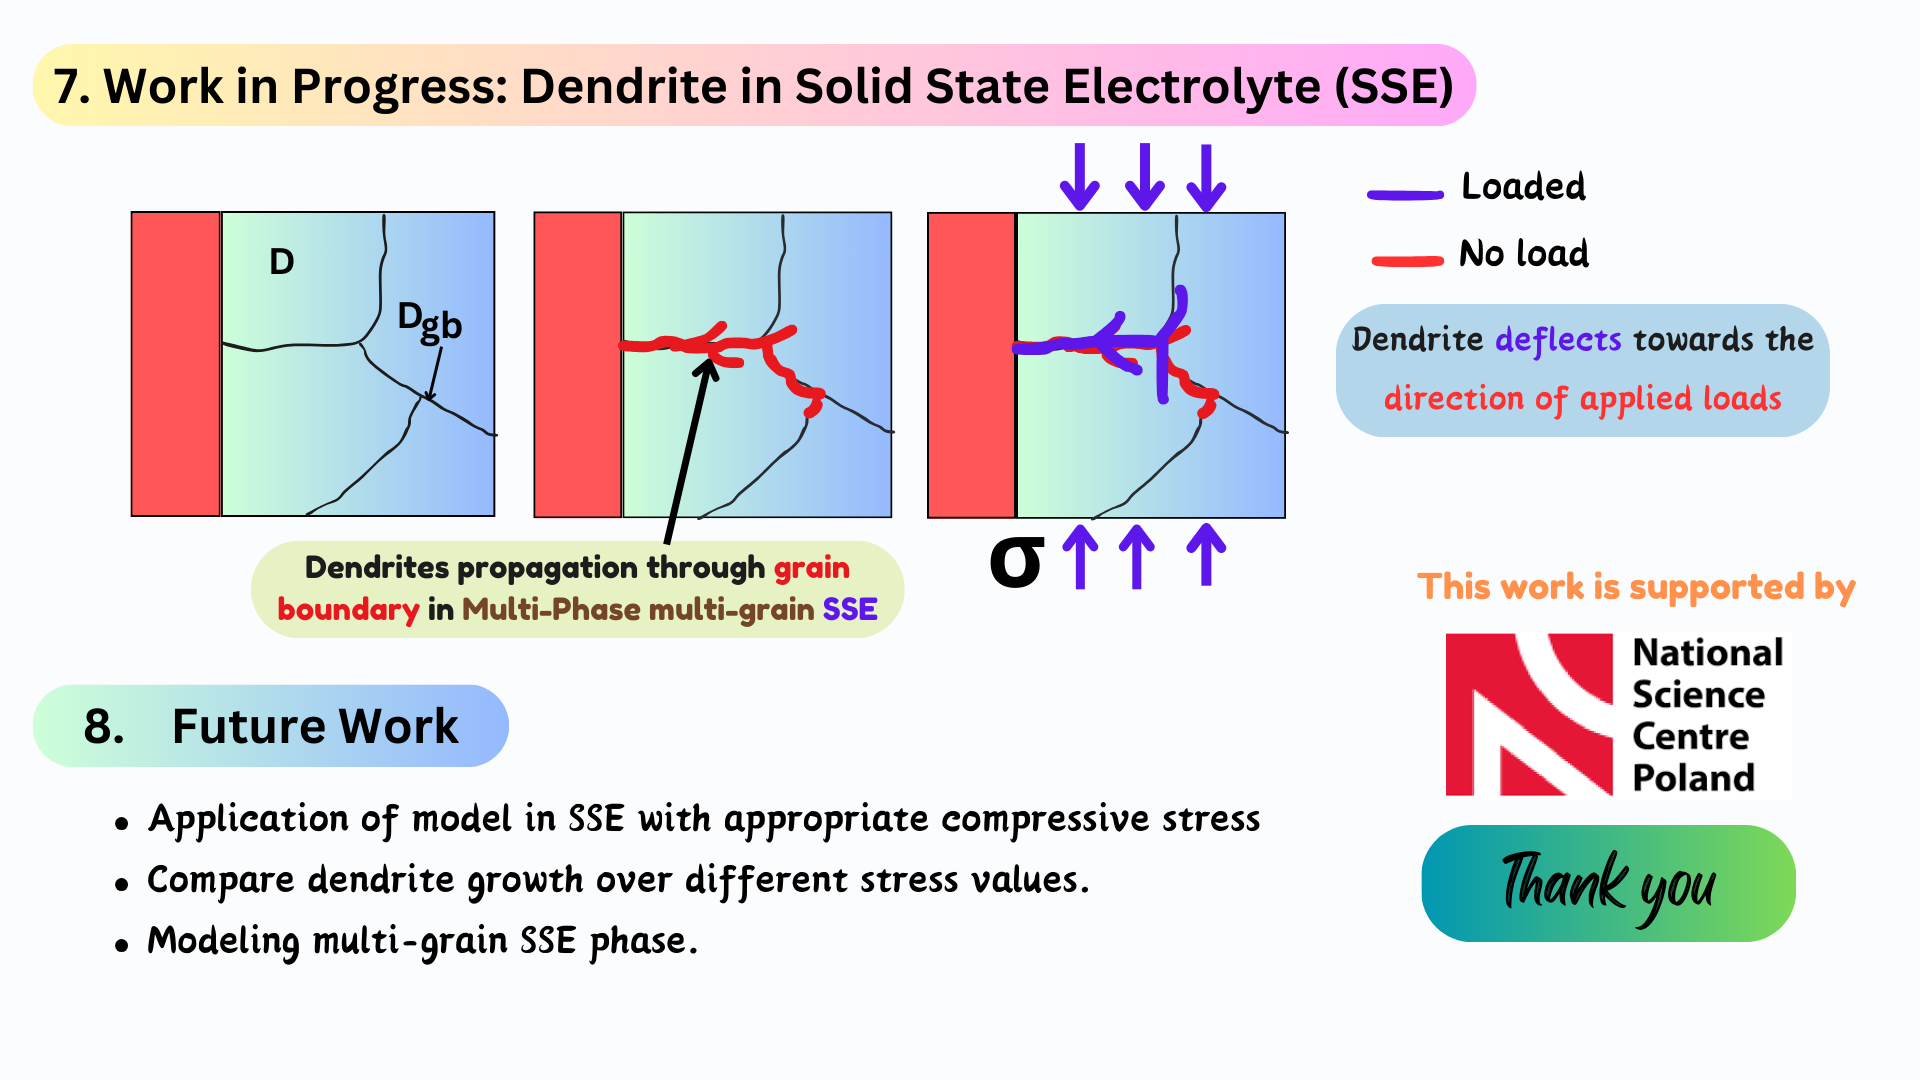 7. Work in Progress: Dendrite in Solid State Electrolyte (SSE)
D
Dgb
Loaded
No load
Dendrite deflects towards the
direction of applied loads
Dendrites propagation through grain
boundary in Multi-Phase multi-grain SSE
σ
This work is supported by
National
Science
Centre
Poland
8. Future Work
• Application of model in SSE with appropriate compressive stress
• Compare dendrite growth over different stress values.
• Modeling multi-grain SSE phase.
Thank you